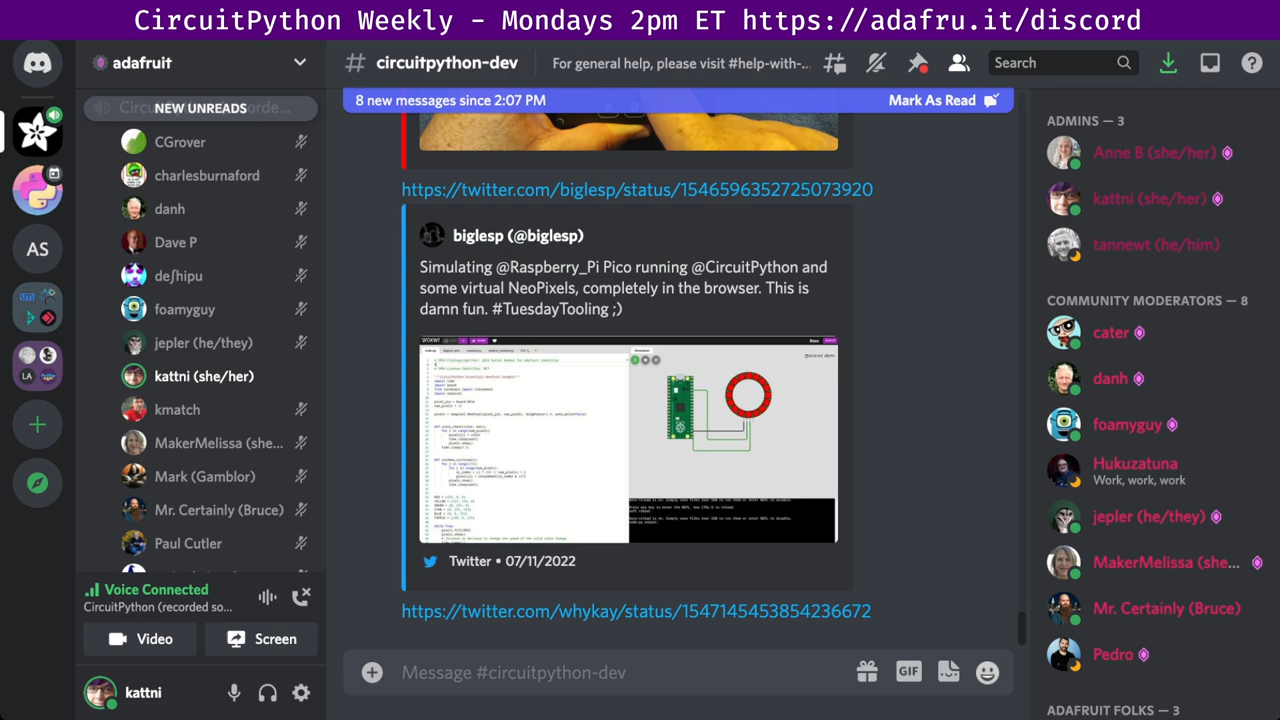 CircuitPython Weekly - Mondays 2pm ET https://adafru.it/discord
adafruit
NEW UNREADS
CGrover
charlesburnaford
danh
Dave P
deʃhipu
foamyguy
jepler (he/they)
kattni (she/her)
kmatch
MakerMelissa (she...
Mr. Certainly (Bruce)
Paul Cutler
Voice Connected
CircuitPython (recorded so...
Video
Screen
kattni
AS
LA
circuitpython-dev
For general help, please visit #help-with-...
Search
8 new messages since 2:07 PM
Mark As Read
https://twitter.com/biglesp/status/1546596352725073920
biglesp (@biglesp)
Simulating @Raspberry_Pi Pico running @CircuitPython and
some virtual NeoPixels, completely in the browser. This is
damn fun. #TuesdayTooling ;)
Twitter • 07/11/2022
https://twitter.com/whykay/status/1547145453854236672
Message #circuitpython-dev
GIF
ADMINS — 3
Anne B (she/her)
kattni (she/her)
tannewt (he/him)
COMMUNITY MODERATORS — 8
cater
danh
foamyguy
Hukuzatuna
Work, work, work
jepler (he/they)
MakerMelissa (she...
Mr. Certainly (Bruce)
Pedro
ADAFRUIT FOLKS — 3